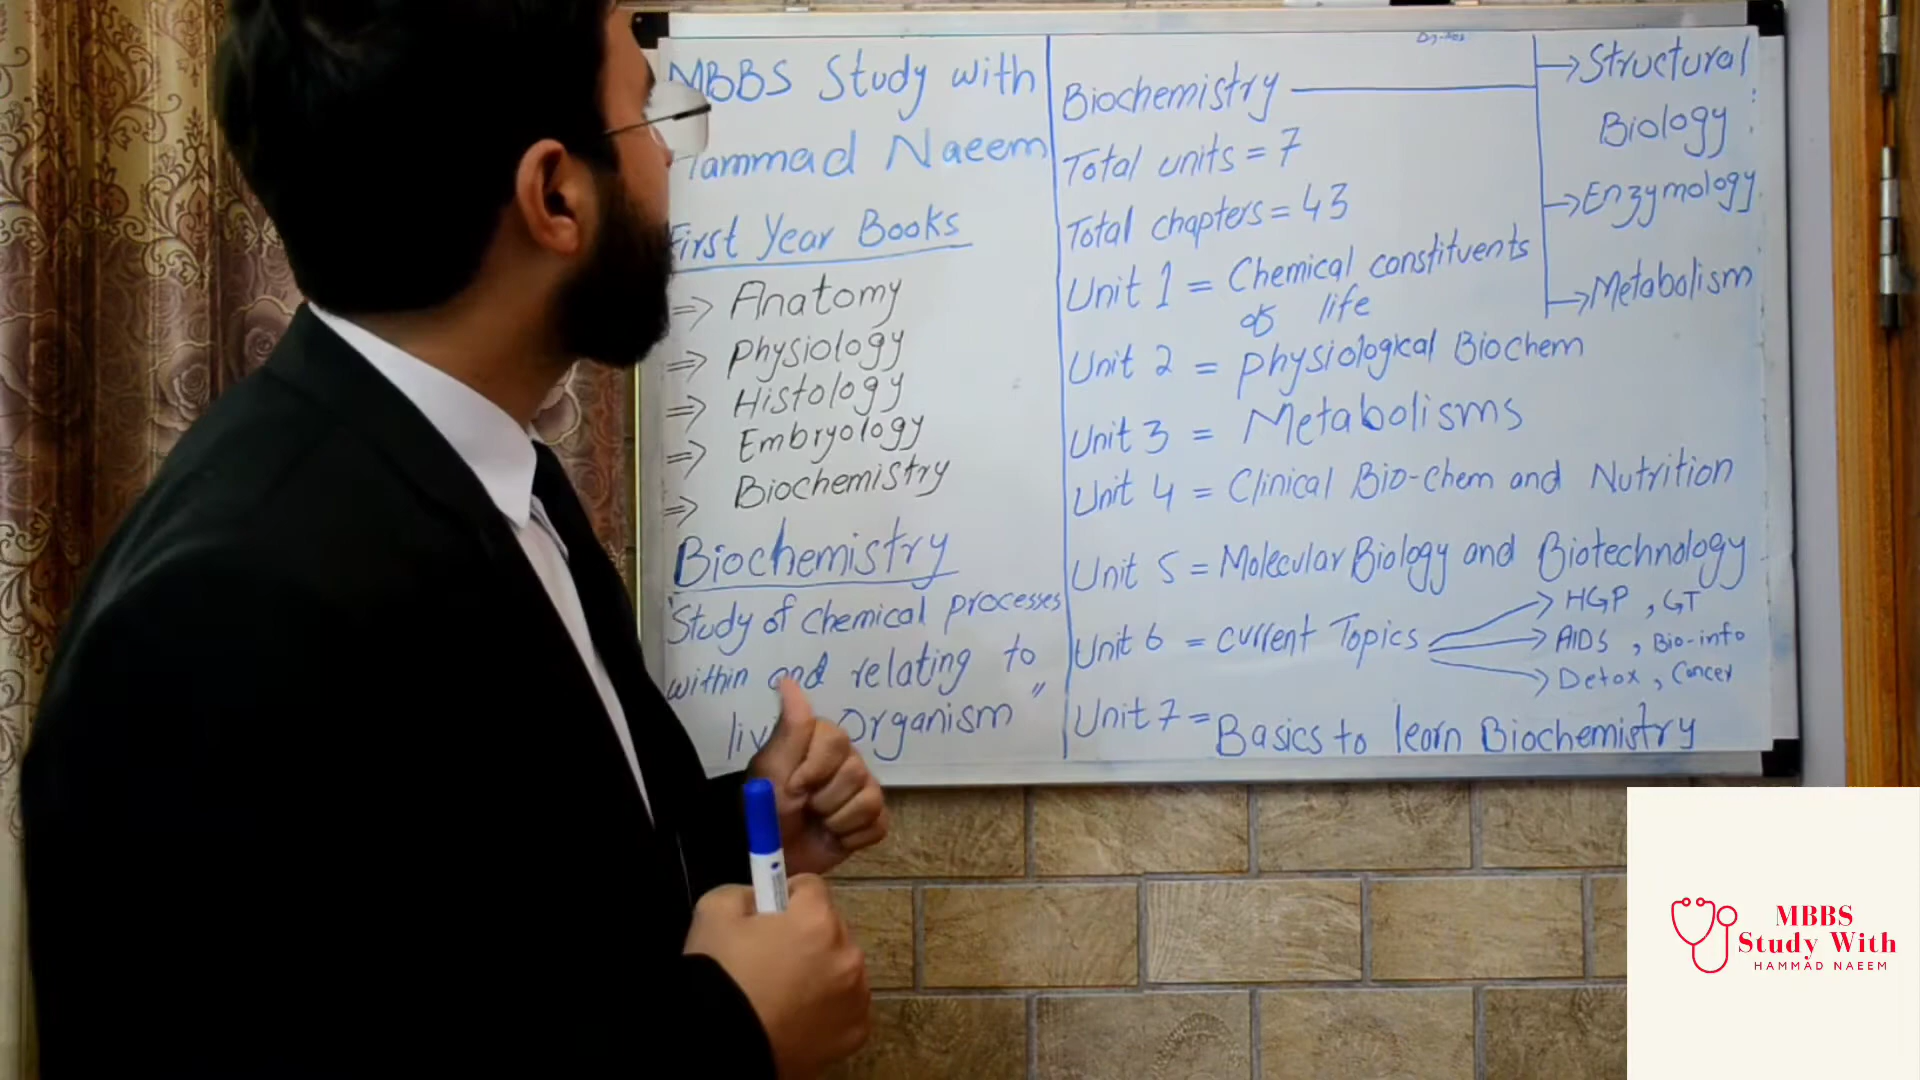 MBBS Study with
Hammad Naeem
First Year Books
⇒ Anatomy
⇒ Physiology
⇒ Histology
⇒ Embryology
⇒ Biochemistry
Biochemistry
"Study of chemical processes
within and relating to
Organism"
Biochemistry
Total units = 7
Total chapters = 43
Unit 1 = Chemical constituents
of life
Unit 2 = Physiological Biochem
Unit 3 = Metabolisms
Unit 4 = Clinical Bio-chem and Nutrition
Unit 5 = Molecular Biology and Biotechnology
Unit 6 = current Topics
→ HGP, GT
→ AIDS, Bio-info
→ Detox, Cancer
Unit 7 = Basics to learn Biochemistry
→ Structural
Biology
→ Enzymology
→ Metabolism
MBBS
Study With
HAMMAD NAEEM